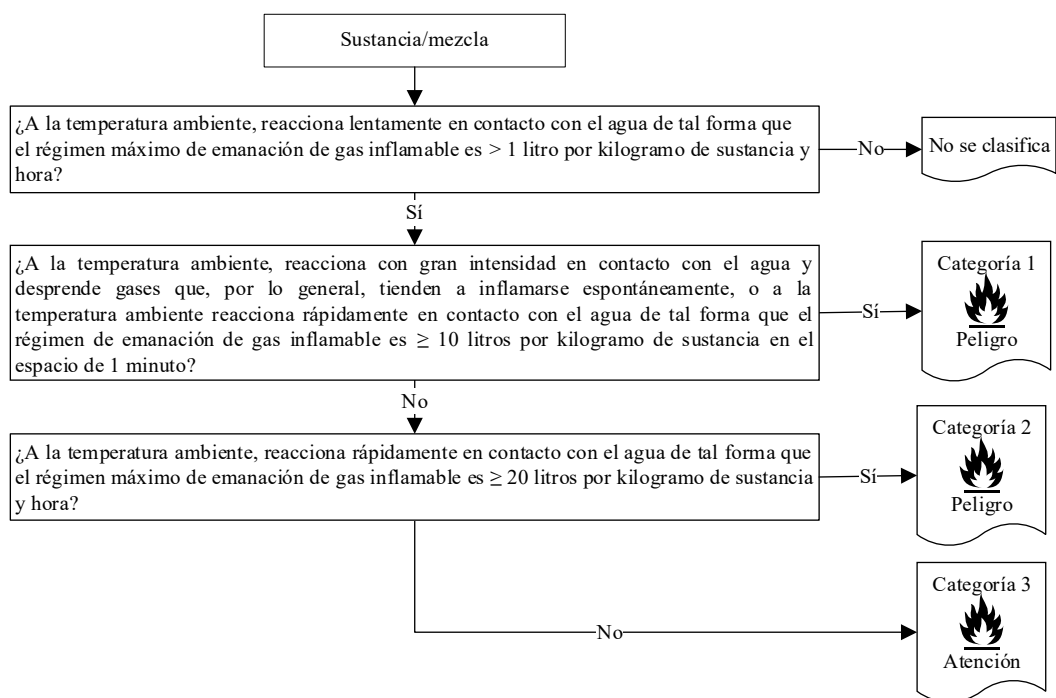 Sustancia/mezcla
¿A la temperatura ambiente, reacciona lentamente en contacto con el agua de tal forma que
el régimen máximo de emanación de gas inflamable es > 1 litro por kilogramo de sustancia y
hora?
No
No se clasifica
Sí
¿A la temperatura ambiente, reacciona con gran intensidad en contacto con el agua y
desprende gases que, por lo general, tienden a inflamarse espontáneamente, o a la
temperatura ambiente reacciona rápidamente en contacto con el agua de tal forma que el
régimen de emanación de gas inflamable es ≥ 10 litros por kilogramo de sustancia en el
espacio de 1 minuto?
Sí
Categoría 1
Peligro
No
¿A la temperatura ambiente, reacciona rápidamente en contacto con el agua de tal forma que
el régimen máximo de emanación de gas inflamable es ≥ 20 litros por kilogramo de sustancia
y hora?
Sí
Categoría 2
Peligro
No
Categoría 3
Atención